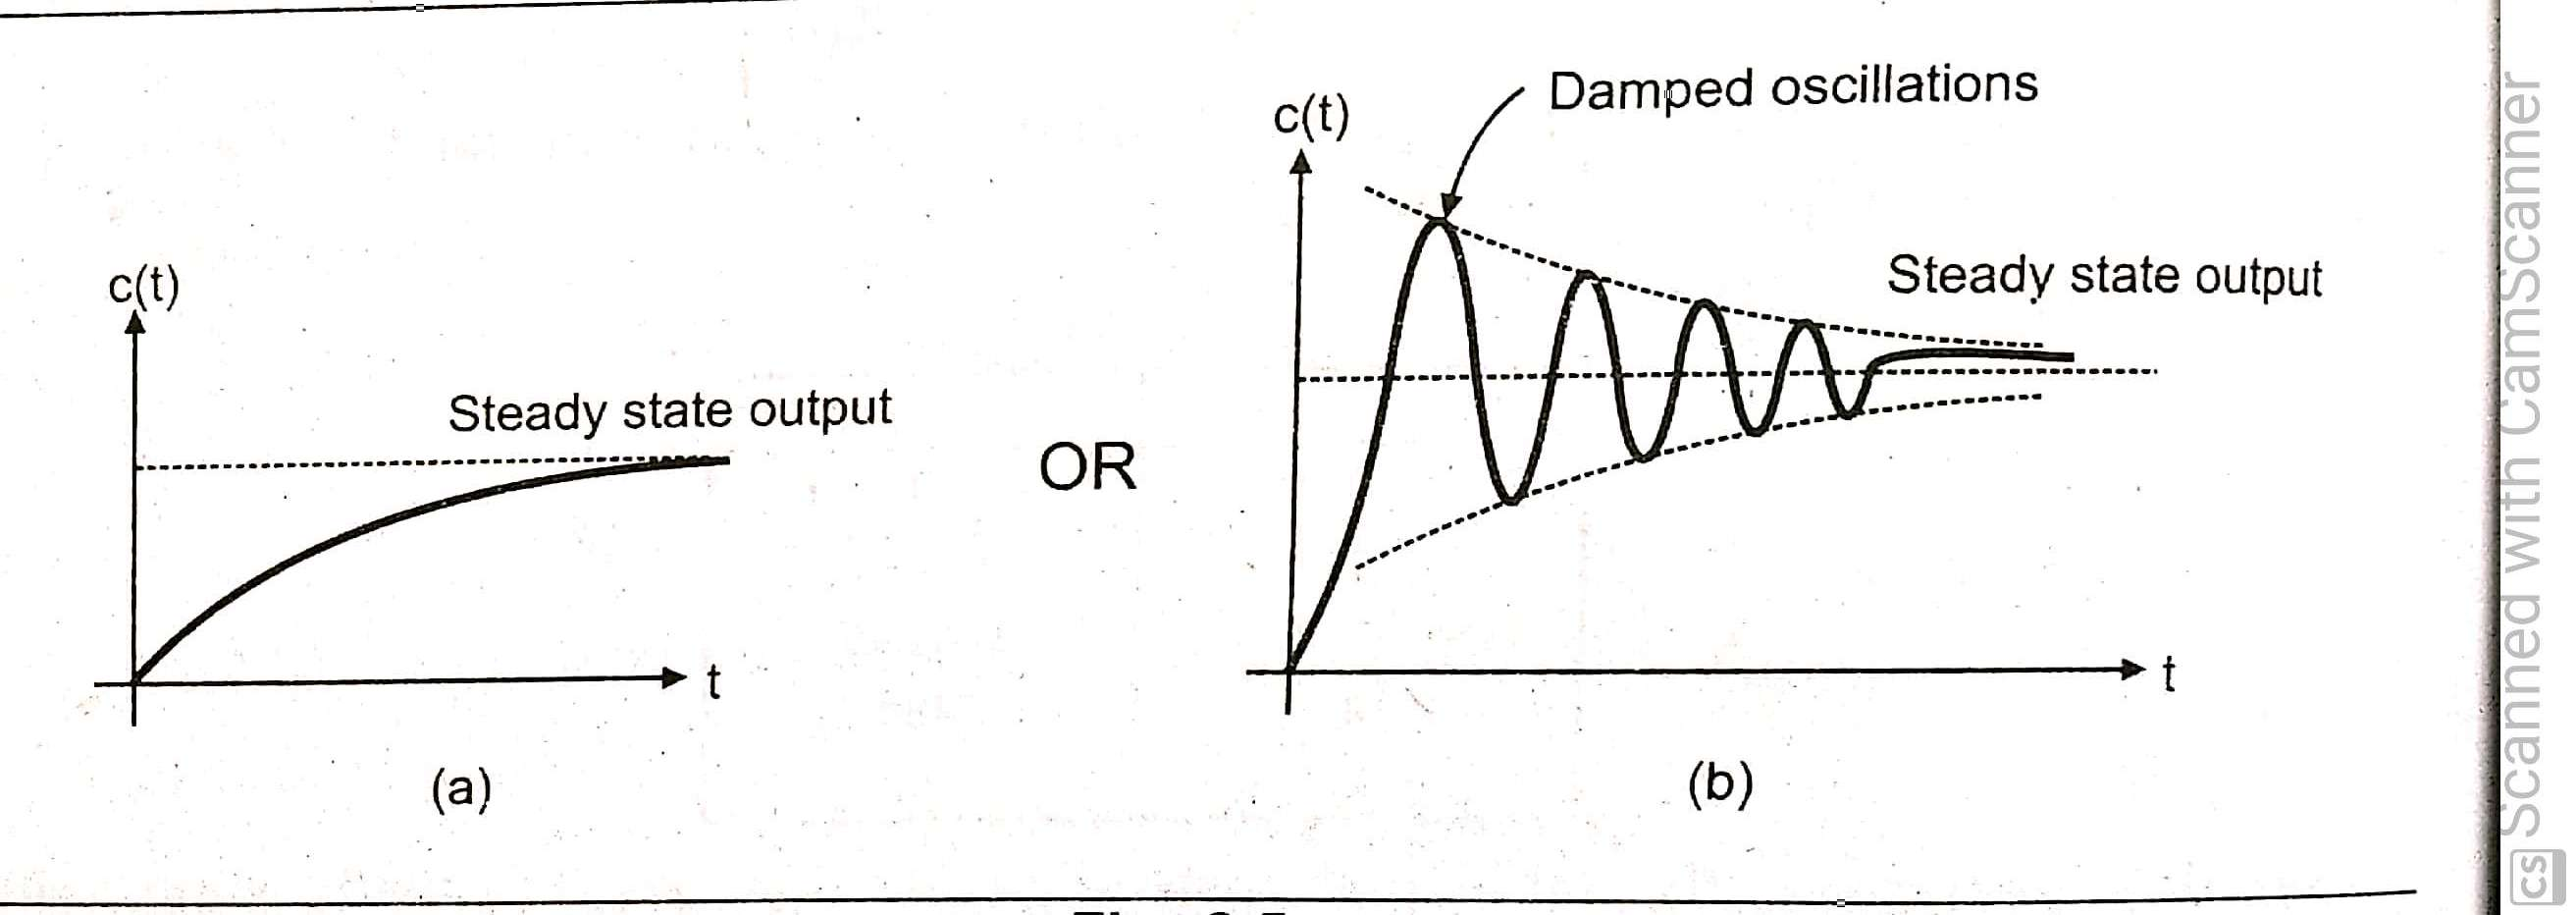 Damped oscillations
c(t)
Steady state output
c(t)
Steady state output
OR
t
t
(a)
(b)
CS Scanned with CamScanner